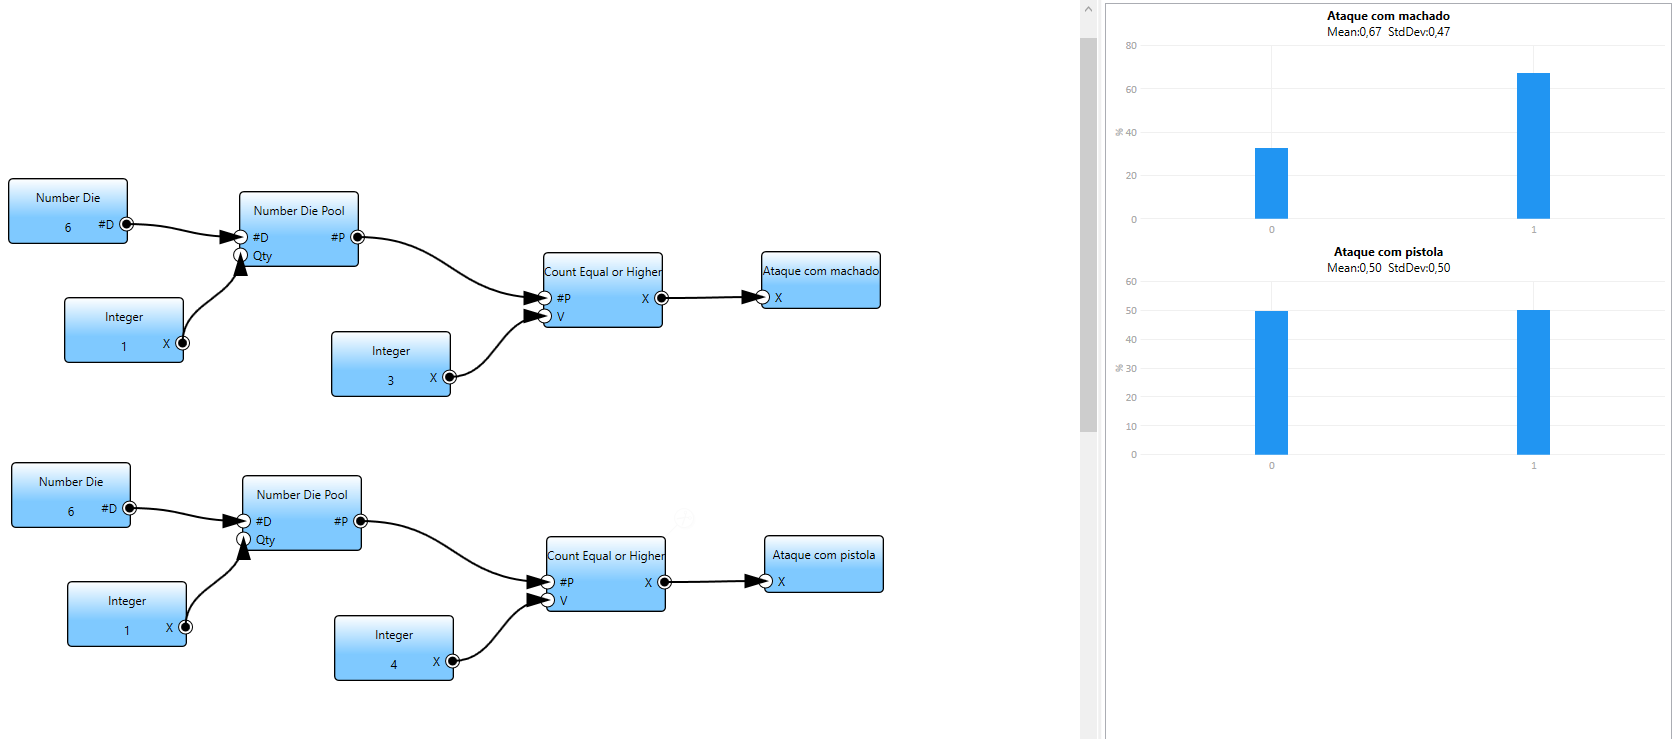 Number Die
6 #D
Number Die Pool
#D #P
Qty
Integer
1 X
Count Equal or Higher
#P X
V
Ataque com machado
X
Integer
3 X
Number Die
6 #D
Number Die Pool
#D #P
Qty
Integer
1 X
Count Equal or Higher
#P X
V
Ataque com pistola
X
Integer
4 X
Ataque com machado
Mean:0,67 StdDev:0,47
80
60
% 40
20
0
0 1
Ataque com pistola
Mean:0,50 StdDev:0,50
60
50
40
% 30
20
10
0
0 1